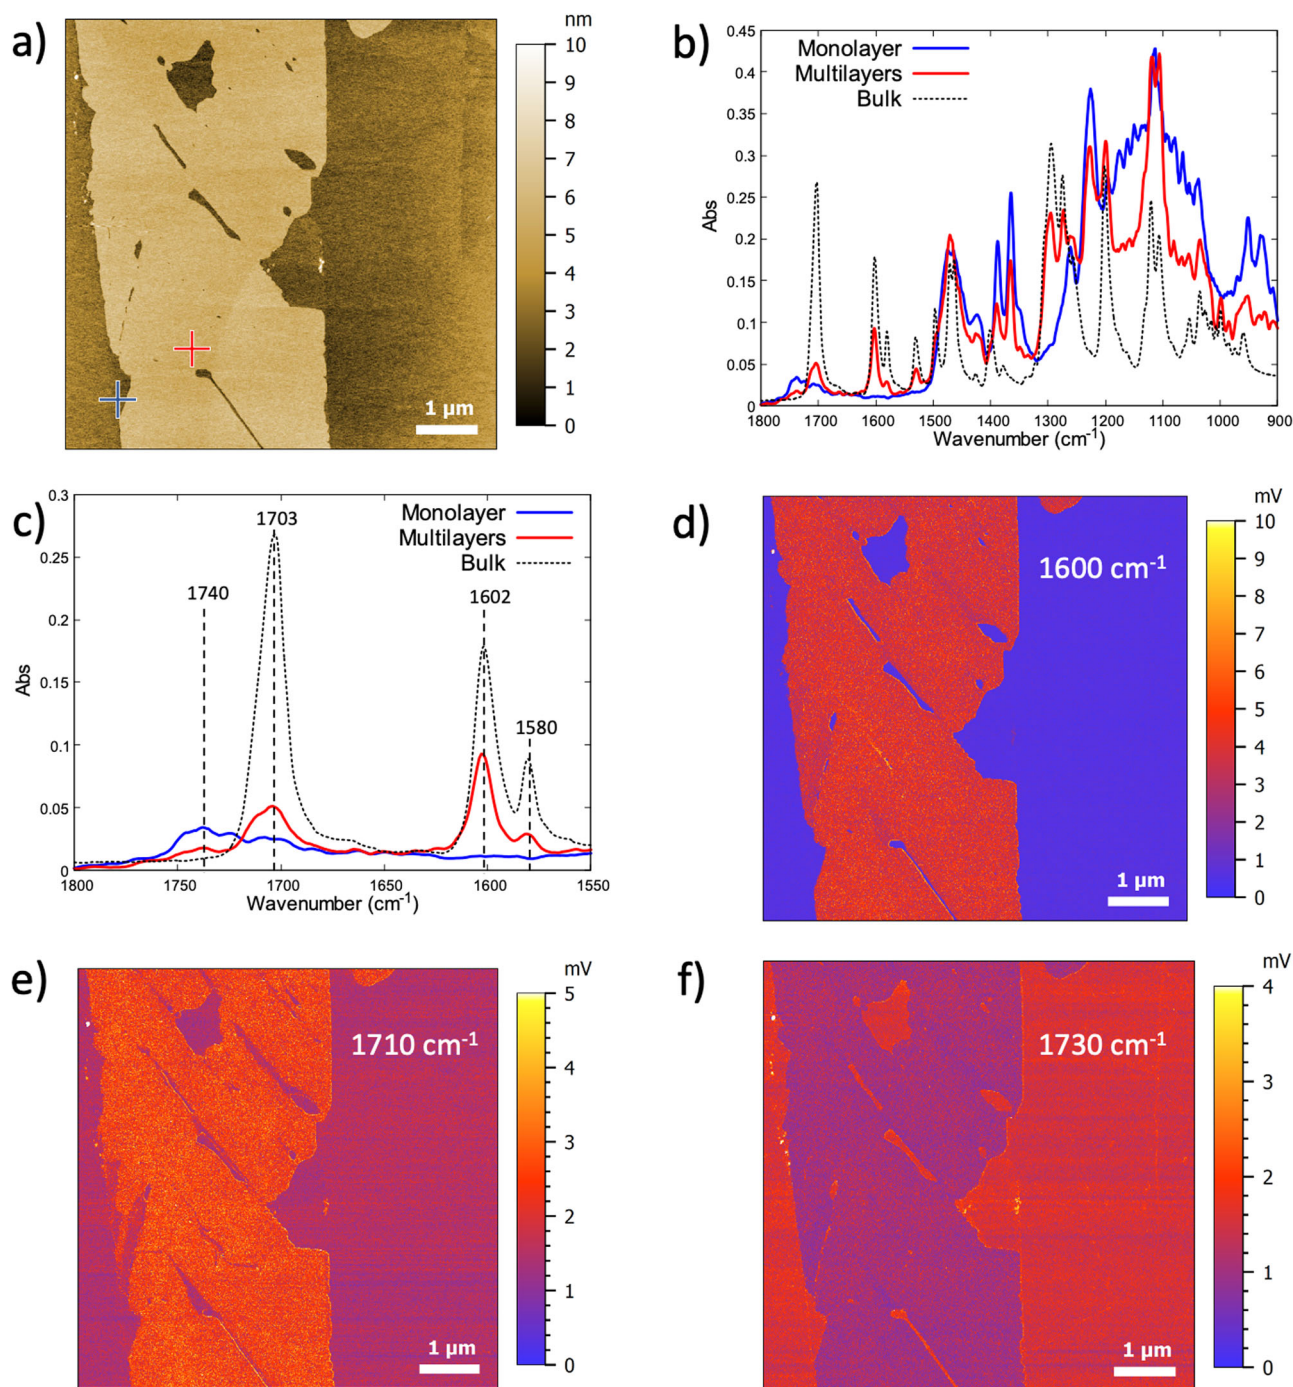 a)
nm
10
9
8
7
6
5
4
3
2
1
0
1 µm
b)
0.45
0.4
0.35
0.3
0.25
0.2
0.15
0.1
0.05
0
Abs
Monolayer
Multilayers
Bulk
1800 1700 1600 1500 1400 1300 1200 1100 1000 900
Wavenumber (cm⁻¹)
c)
0.3
0.25
0.2
0.15
0.1
0.05
0
Abs
Monolayer
Multilayers
Bulk
1740
1703
1602
1580
1800 1750 1700 1650 1600 1550
Wavenumber (cm⁻¹)
d)
1600 cm⁻¹
1 µm
mV
10
9
8
7
6
5
4
3
2
1
0
e)
1710 cm⁻¹
1 µm
mV
5
4
3
2
1
0
f)
1730 cm⁻¹
1 µm
mV
4
3
2
1
0